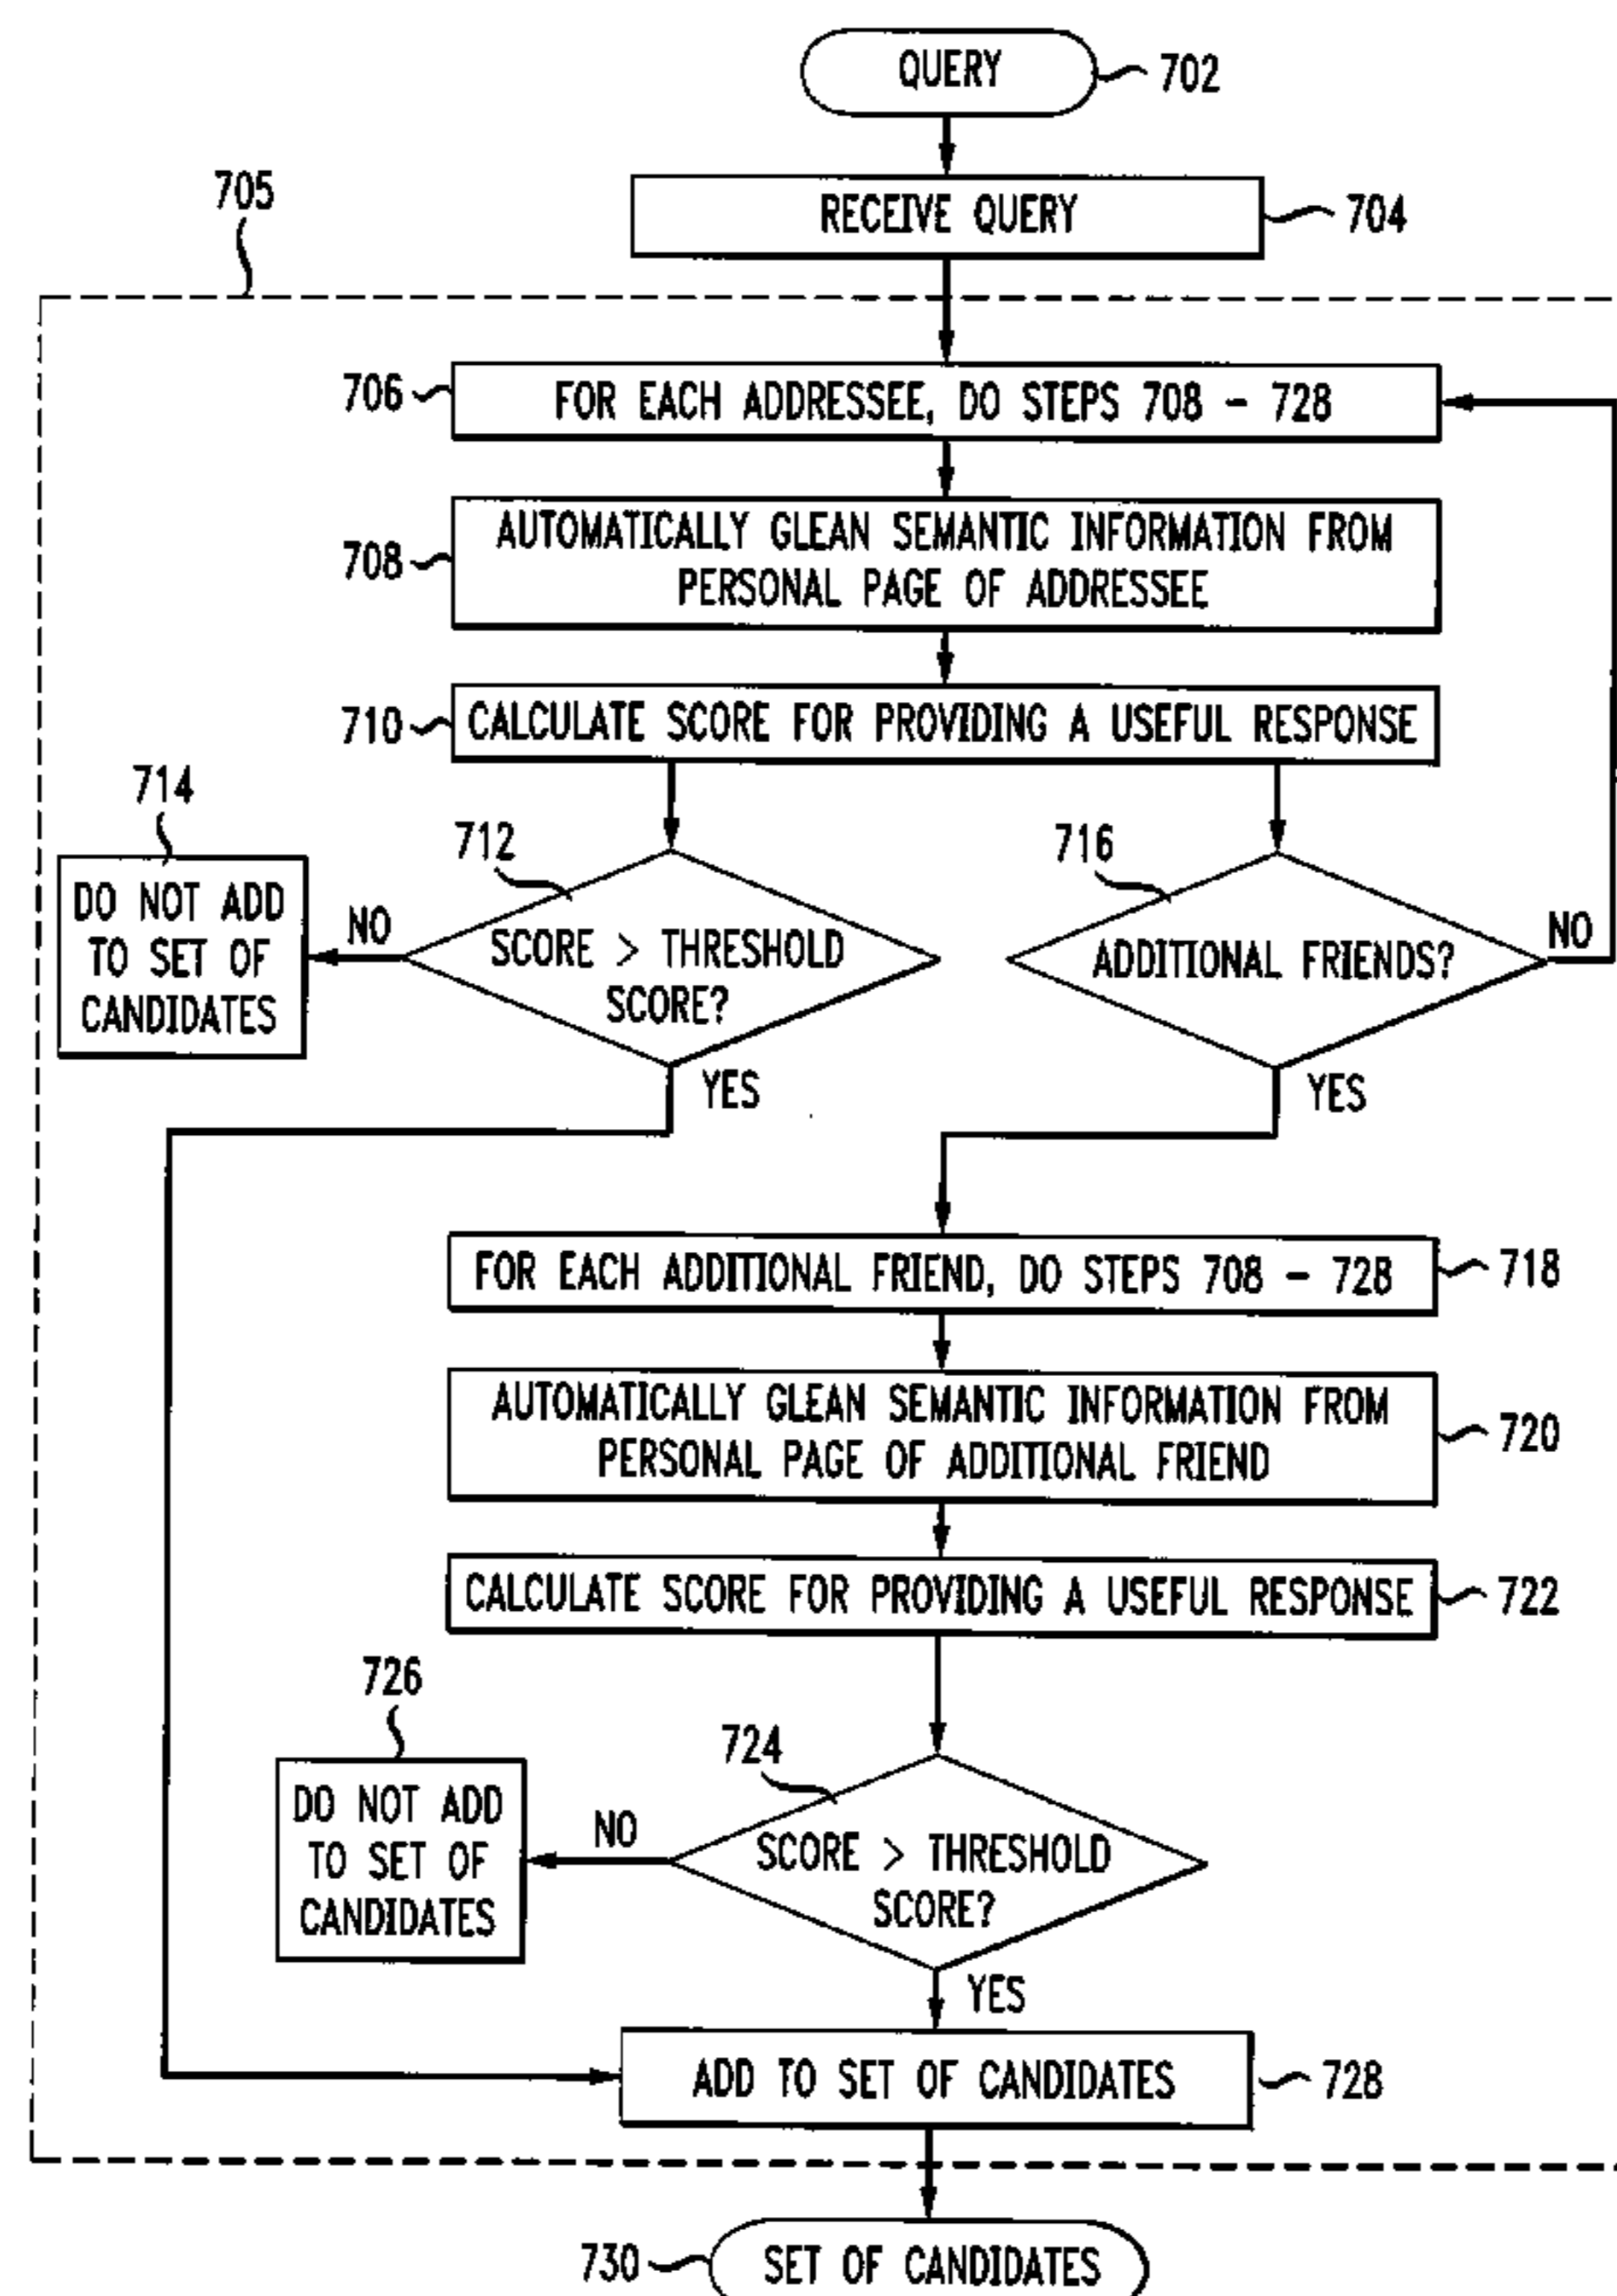 QUERY
702
RECEIVE QUERY
704
705
706
FOR EACH ADDRESSEE, DO STEPS 708 - 728
708
AUTOMATICALLY GLEAN SEMANTIC INFORMATION FROM
PERSONAL PAGE OF ADDRESSEE
710
CALCULATE SCORE FOR PROVIDING A USEFUL RESPONSE
714
DO NOT ADD
TO SET OF
CANDIDATES
NO
712
SCORE > THRESHOLD
SCORE?
YES
716
ADDITIONAL FRIENDS?
NO
YES
FOR EACH ADDITIONAL FRIEND, DO STEPS 708 - 728
718
AUTOMATICALLY GLEAN SEMANTIC INFORMATION FROM
PERSONAL PAGE OF ADDITIONAL FRIEND
720
CALCULATE SCORE FOR PROVIDING A USEFUL RESPONSE
722
726
DO NOT ADD
TO SET OF
CANDIDATES
NO
724
SCORE > THRESHOLD
SCORE?
YES
ADD TO SET OF CANDIDATES
728
730
SET OF CANDIDATES